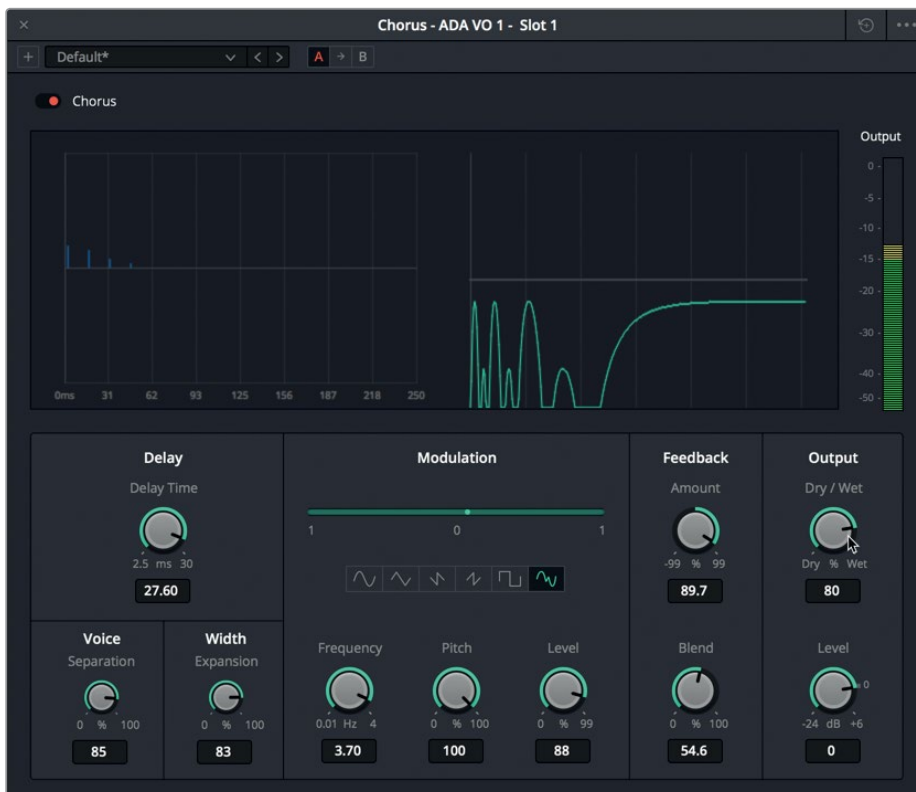 Chorus - ADA VO 1 - Slot 1
Default*
A
B
Chorus
Output
0
-5
-10
-15
-20
-30
-40
-50
0ms 31 62 93 125 156 187 218 250
Delay
Delay Time
2.5 ms 30
27.60
Modulation
1 0 1
Feedback
Amount
-99 % 99
89.7
Output
Dry / Wet
Dry % Wet
80
Voice
Separation
0 % 100
85
Width
Expansion
0 % 100
83
Frequency
0.01 Hz 4
3.70
Pitch
0 % 100
100
Level
0 % 99
88
Blend
0 % 100
54.6
Level
0
-24 dB +6
0